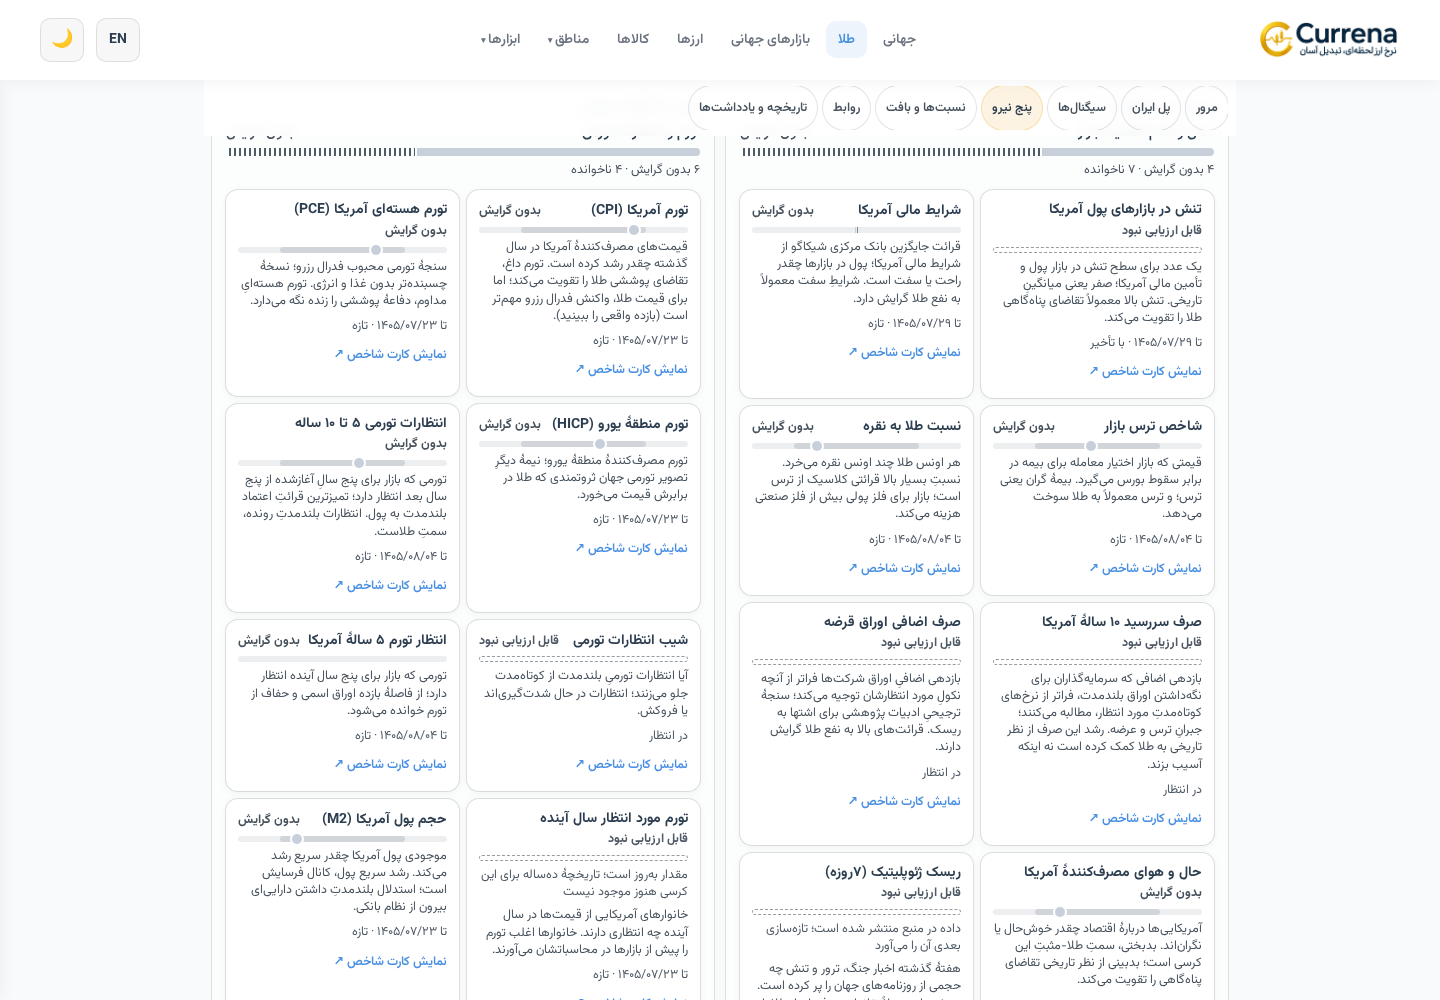 Currena
نرخ ارز لحظه‌ای، تبدیل آسان
جهانی
طلا
بازارهای جهانی
ارزها
کالاها
مناطق ▾
ابزارها ▾
EN
مرور
پل ایران
سیگنال‌ها
پنج نیرو
نسبت‌ها و بافت
روابط
تاریخچه و یادداشت‌ها
۴ بدون گرایش · ۷ ناخوانده
تنش در بازارهای پول آمریکا
قابل ارزیابی نبود
یک عدد برای سطح تنش در بازار پول و
تأمین مالی آمریکا؛ صفر یعنی میانگینِ
تاریخی. تنش بالا معمولاً تقاضای پناه‌گاهی
طلا را تقویت می‌کند.
تا ۱۴۰۵/۰۷/۲۹ · با تأخیر
نمایش کارت شاخص ↗
شرایط مالی آمریکا
بدون گرایش
قرائت جایگزین بانک مرکزی شیکاگو از
شرایط مالی آمریکا؛ پول در بازارها چقدر
راحت یا سفت است. شرایطِ سفت معمولاً
به نفع طلا گرایش دارد.
تا ۱۴۰۵/۰۷/۲۹ · تازه
نمایش کارت شاخص ↗
شاخص ترس بازار
بدون گرایش
قیمتی که بازار اختیار معامله برای بیمه در
برابر سقوط بورس می‌گیرد. بیمهٔ گران یعنی
ترس؛ و ترس معمولاً به طلا سوخت
می‌دهد.
تا ۱۴۰۵/۰۸/۰۴ · تازه
نمایش کارت شاخص ↗
نسبت طلا به نقره
بدون گرایش
هر اونس طلا چند اونس نقره می‌خرد.
نسبتِ بسیار بالا قرائتی کلاسیک از ترس
است؛ بازار برای فلز پولی بیش از فلز صنعتی
هزینه می‌کند.
تا ۱۴۰۵/۰۸/۰۴ · تازه
نمایش کارت شاخص ↗
صرف سررسید ۱۰ سالهٔ آمریکا
قابل ارزیابی نبود
بازدهی اضافی که سرمایه‌گذاران برای
نگه‌داشتن اوراق بلندمدت، فراتر از نرخ‌های
کوتاه‌مدتِ مورد انتظار، مطالبه می‌کنند؛
جبرانِ ترس و عرضه. رشد این صرف از نظر
تاریخی به طلا کمک کرده است نه اینکه
آسیب بزند.
در انتظار
نمایش کارت شاخص ↗
صرف اضافی اوراق قرضه
قابل ارزیابی نبود
بازدهی اضافیِ اوراق شرکت‌ها فراتر از آنچه
نکولِ مورد انتظارشان توجیه می‌کند؛ سنجهٔ
ترجیحیِ ادبیات پژوهشی برای اشتها به
ریسک. قرائت‌های بالا به نفع طلا گرایش
دارند.
در انتظار
نمایش کارت شاخص ↗
حال و هوای مصرف‌کنندهٔ آمریکا
بدون گرایش
آمریکایی‌ها دربارهٔ اقتصاد چقدر خوش‌حال یا
نگران‌اند. بدبختی، سمتِ طلا-مثبتِ این
کرسی است؛ بدبینی از نظر تاریخی تقاضای
پناه‌گاهی را تقویت می‌کند.
ریسک ژئوپلیتیک (۷روزه)
قابل ارزیابی نبود
داده در منبع منتشر شده است؛ تازه‌سازی
بعدی آن را می‌آورد
هفتهٔ گذشته اخبار جنگ، ترور و تنش چه
حجمی از روزنامه‌های جهان را پر کرده است.
۶ بدون گرایش · ۴ ناخوانده
تورم آمریکا (CPI)
بدون گرایش
قیمت‌های مصرف‌کنندهٔ آمریکا در سال
گذشته چقدر رشد کرده است. تورم داغ،
تقاضای پوششی طلا را تقویت می‌کند؛ اما
برای قیمت طلا، واکنش فدرال رزرو مهم‌تر
است (بازده واقعی را ببینید).
تا ۱۴۰۵/۰۷/۲۳ · تازه
نمایش کارت شاخص ↗
تورم هسته‌ای آمریکا (PCE)
بدون گرایش
سنجهٔ تورمی محبوب فدرال رزرو؛ نسخهٔ
چسبنده‌تر بدون غذا و انرژی. تورم هسته‌ایِ
مداوم، دفاعهٔ پوششی را زنده نگه می‌دارد.
تا ۱۴۰۵/۰۷/۲۳ · تازه
نمایش کارت شاخص ↗
تورم منطقهٔ یورو (HICP)
بدون گرایش
تورم مصرف‌کنندهٔ منطقهٔ یورو؛ نیمهٔ دیگرِ
تصویر تورمی جهان ثروتمندی که طلا در
برابرش قیمت می‌خورد.
تا ۱۴۰۵/۰۷/۲۳ · تازه
نمایش کارت شاخص ↗
انتظارات تورمی ۵ تا ۱۰ ساله
بدون گرایش
تورمی که بازار برای پنج سالِ آغازشده از پنج
سال بعد انتظار دارد؛ تمیزترین قرائتِ اعتماد
بلندمدت به پول. انتظارات بلندمدتِ رونده،
سمتِ طلاست.
تا ۱۴۰۵/۰۸/۰۴ · تازه
نمایش کارت شاخص ↗
شیب انتظارات تورمی
قابل ارزیابی نبود
آیا انتظارات تورمیِ بلندمدت از کوتاه‌مدت
جلو می‌زنند؛ انتظارات در حال شدت‌گیری‌اند
یا فروکش.
در انتظار
نمایش کارت شاخص ↗
انتظار تورم ۵ سالهٔ آمریکا
بدون گرایش
تورمی که بازار برای پنج سال آینده انتظار
دارد؛ از فاصلهٔ بازده اوراق اسمی و حفاف از
تورم خوانده می‌شود.
تا ۱۴۰۵/۰۸/۰۴ · تازه
نمایش کارت شاخص ↗
تورم مورد انتظار سال آینده
قابل ارزیابی نبود
مقدار به‌روز است؛ تاریخچهٔ ده‌ساله برای این
کرسی هنوز موجود نیست
خانوارهای آمریکایی از قیمت‌ها در سال
آینده چه انتظاری دارند. خانوارها اغلب تورم
را پیش از بازارها در محاسباتشان می‌آورند.
تا ۱۴۰۵/۰۷/۲۳ · تازه
حجم پول آمریکا (M2)
بدون گرایش
موجودی پول آمریکا چقدر سریع رشد
می‌کند. رشد سریع پول، کانال فرسایش
است؛ استدلال بلندمدتِ داشتن دارایی‌ای
بیرون از نظام بانکی.
تا ۱۴۰۵/۰۷/۲۳ · تازه
نمایش کارت شاخص ↗